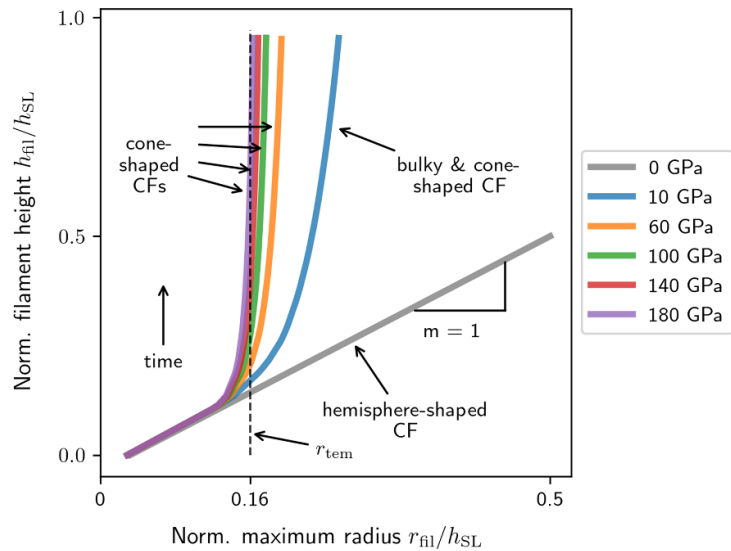 1.0
0.5
0.0
Norm. filament height h_fil/h_SL
cone-
shaped
CFs
bulky & cone-
shaped CF
time
m = 1
hemisphere-shaped
CF
r_tem
0
0.16
0.5
Norm. maximum radius r_fil/h_SL
0 GPa
10 GPa
60 GPa
100 GPa
140 GPa
180 GPa